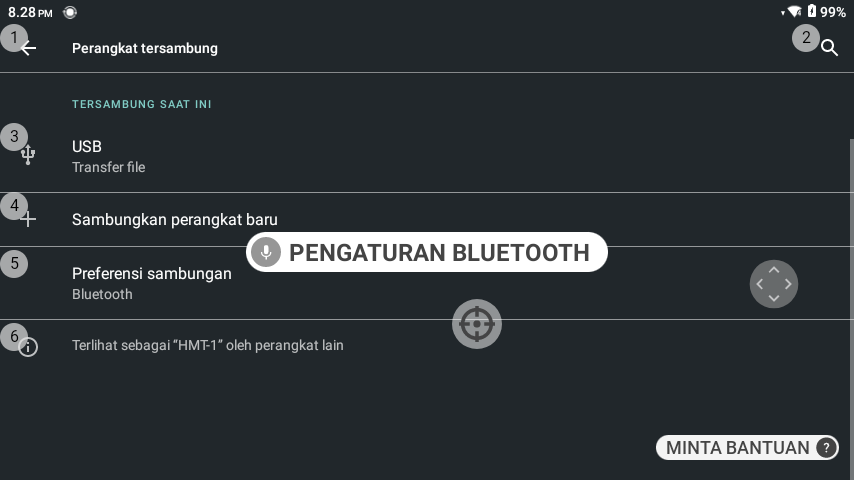 8.28 PM 99%
1 Perangkat tersambung 2
TERSAMBUNG SAAT INI
3 USB
Transfer file
4 Sambungkan perangkat baru
PENGATURAN BLUETOOTH
5 Preferensi sambungan
Bluetooth
6 Terlihat sebagai “HMT-1” oleh perangkat lain
MINTA BANTUAN ?